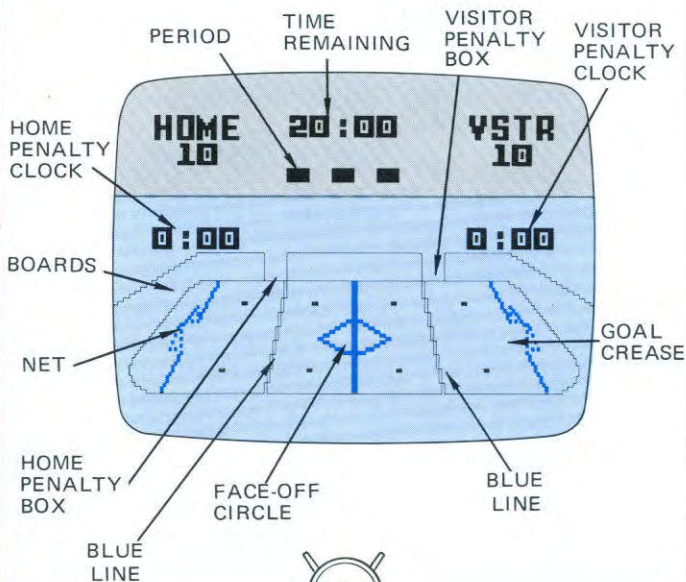 PERIOD
TIME
REMAINING
VISITOR
PENALTY
BOX
VISITOR
PENALTY
CLOCK
HOME
PENALTY
CLOCK
HOME
10
20:00
VSTR
10
0:00
0:00
BOARDS
NET
GOAL
CREASE
HOME
PENALTY
BOX
FACE-OFF
CIRCLE
BLUE
LINE
BLUE
LINE